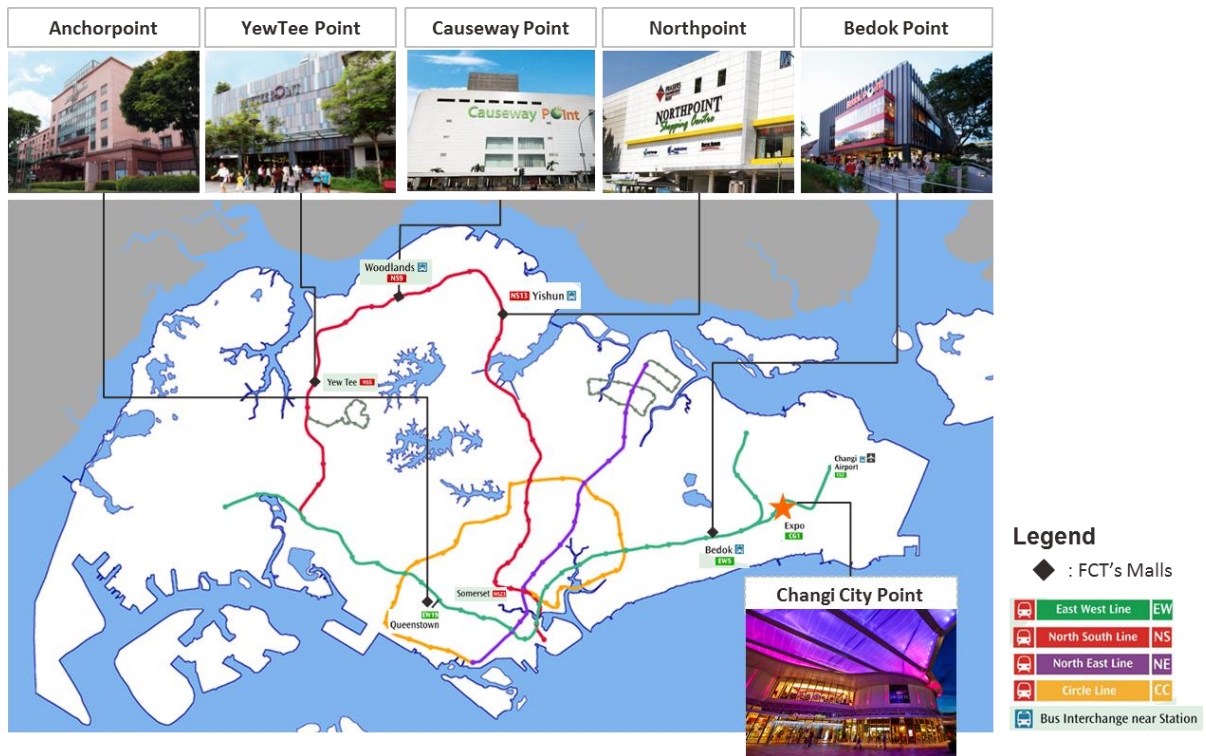 Anchorpoint
YewTee Point
Causeway Point
Northpoint
Bedok Point
Causeway Point
NORTHPOINT
Shopping Centre
Woodlands
NS9
NS13 Yishun
Yew Tee NS5
Changi
Airport
CG2
Expo
CG1
Bedok
EW5
Somerset NS23
EW19
Queenstown
Changi City Point
Legend
: FCT's Malls
East West Line EW
North South Line NS
North East Line NE
Circle Line CC
Bus Interchange near Station